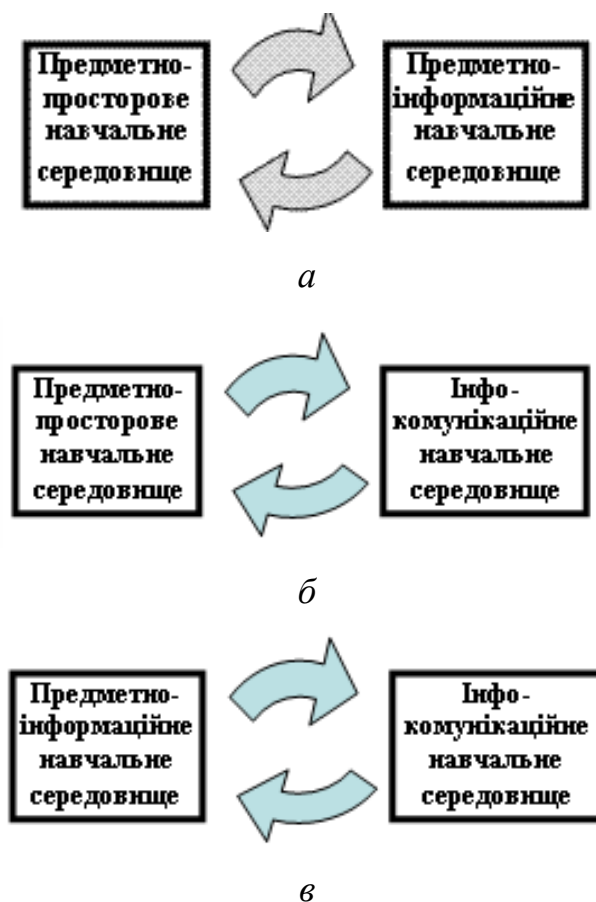 Предметно-
просторове
навчальне
середовище
Предметно-
інформаційне
навчальне
середовище
а
Предметно-
просторове
навчальне
середовище
Інфо-
комунікаційне
навчальне
середовище
б
Предметно-
інформаційне
навчальне
середовище
Інфо-
комунікаційне
навчальне
середовище
в